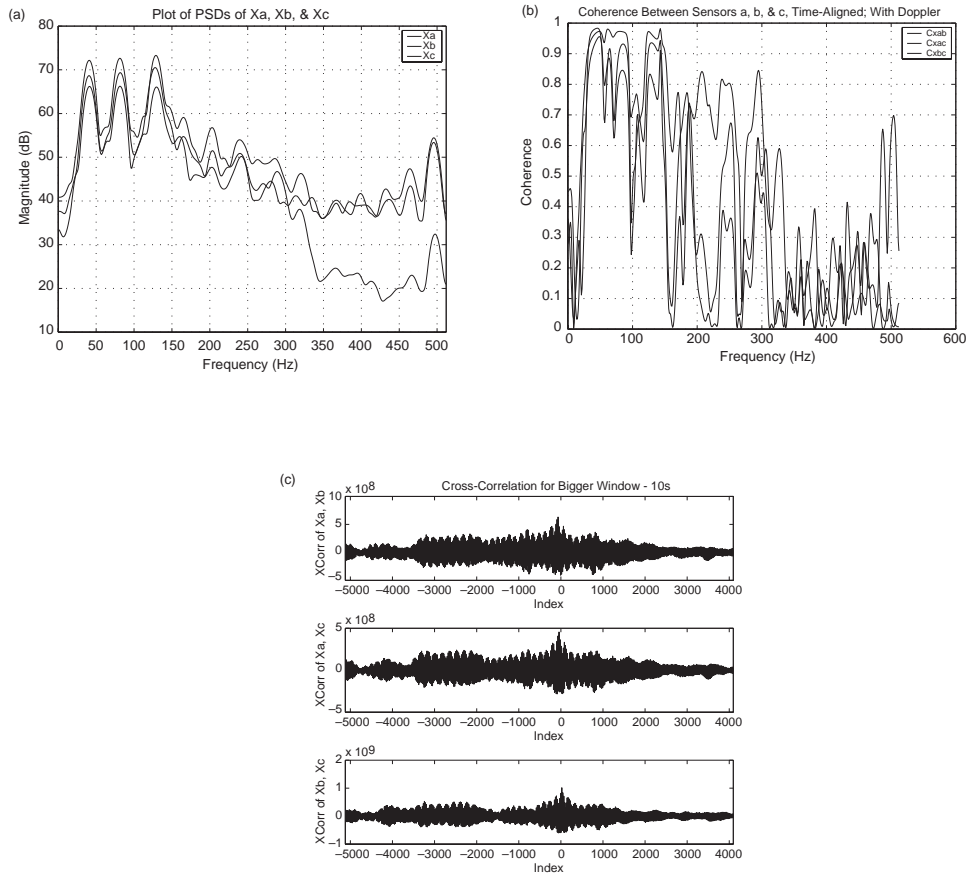 (a)
Plot of PSDs of Xa, Xb, & Xc
80
70
60
50
40
30
20
10
Magnitude (dB)
Xa
Xb
Xc
0 50 100 150 200 250 300 350 400 450 500
Frequency (Hz)
(b)
Coherence Between Sensors a, b, & c, Time-Aligned; With Doppler
1
0.9
0.8
0.7
0.6
0.5
0.4
0.3
0.2
0.1
0
Coherence
Cxab
Cxac
Cxbc
0 100 200 300 400 500 600
Frequency (Hz)
(c)
Cross-Correlation for Bigger Window - 10s
10 x 10^8
5
0
−5
XCorr of Xa, Xb
−5000 −4000 −3000 −2000 −1000 0 1000 2000 3000 4000
Index
5 x 10^8
0
−5
XCorr of Xa, Xc
−5000 −4000 −3000 −2000 −1000 0 1000 2000 3000 4000
Index
2 x 10^9
1
0
−1
XCorr of Xb, Xc
−5000 −4000 −3000 −2000 −1000 0 1000 2000 3000 4000
Index